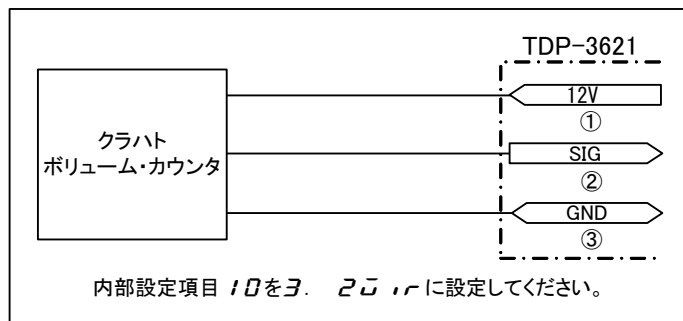 TDP-3621
12V
①
クラハト
ボリューム・カウンタ
SIG
②
GND
③
内部設定項目 10を3. 2ωirに設定してください。